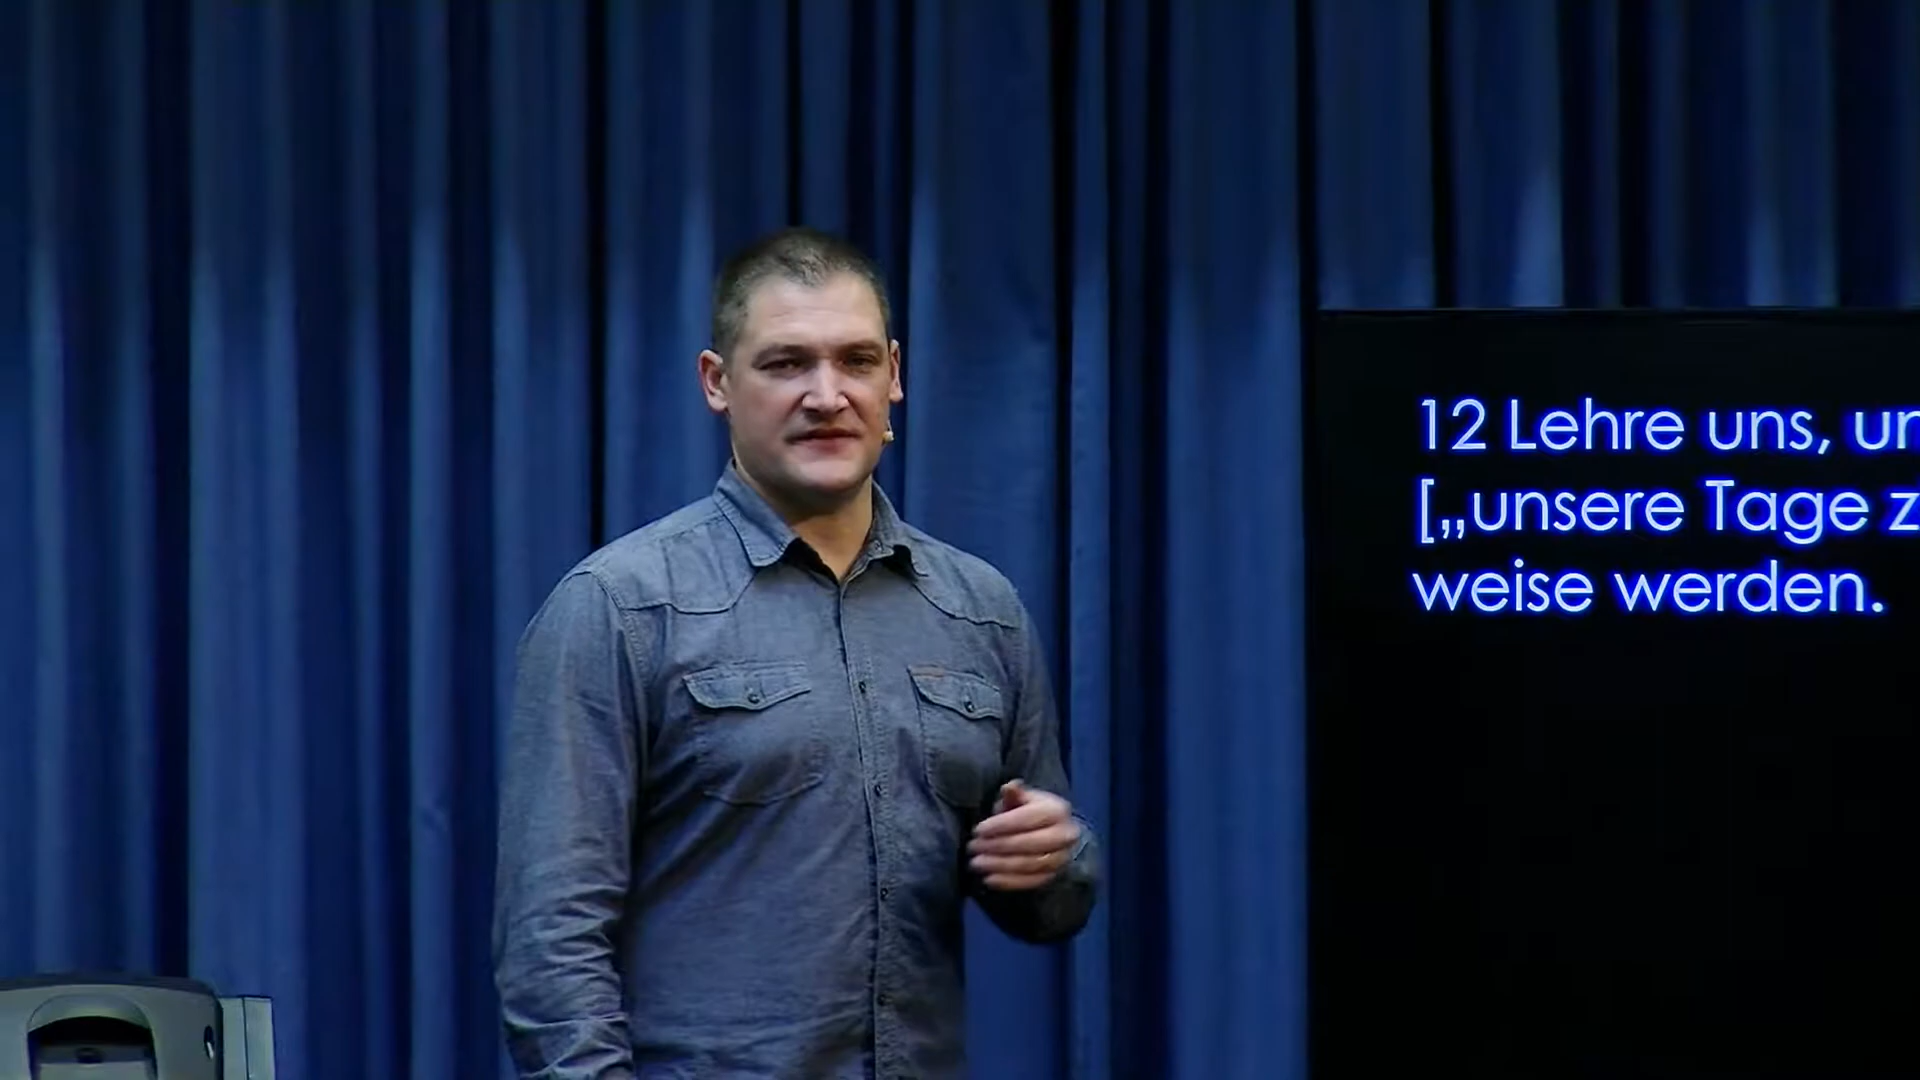 12 Lehre uns,
[„unsere Tage
weise werden.